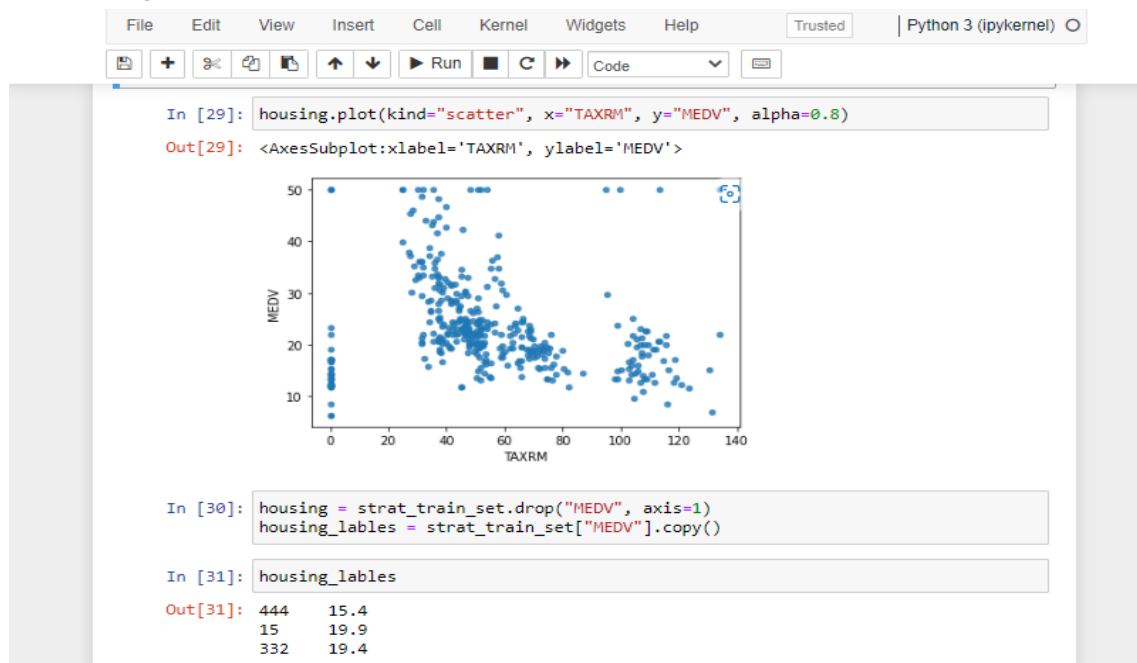 File Edit View Insert Cell Kernel Widgets Help Trusted Python 3 (ipykernel)
Run Code
In [29]: housing.plot(kind="scatter", x="TAXRM", y="MEDV", alpha=0.8)
Out[29]: <AxesSubplot:xlabel='TAXRM', ylabel='MEDV'>
50
40
30
20
10
MEDV
0 20 40 60 80 100 120 140
TAXRM
In [30]: housing = strat_train_set.drop("MEDV", axis=1)
housing_lables = strat_train_set["MEDV"].copy()
In [31]: housing_lables
Out[31]: 444 15.4
15 19.9
332 19.4